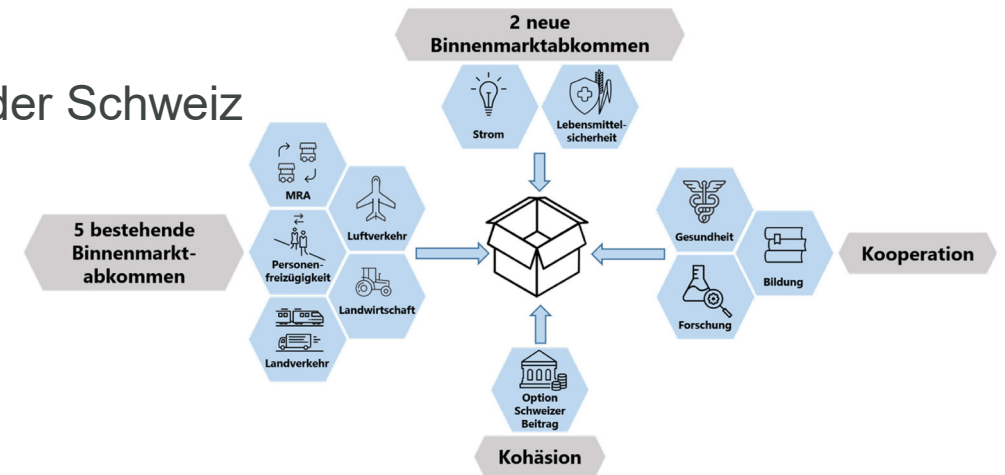 der Schweiz
2 neue
Binnenmarktabkommen
Strom
Lebensmittel-
sicherheit
5 bestehende
Binnenmarkt-
abkommen
MRA
Luftverkehr
Personen-
freizügigkeit
Landwirtschaft
Landverkehr
Gesundheit
Bildung
Forschung
Kooperation
Option
Schweizer
Beitrag
Kohäsion